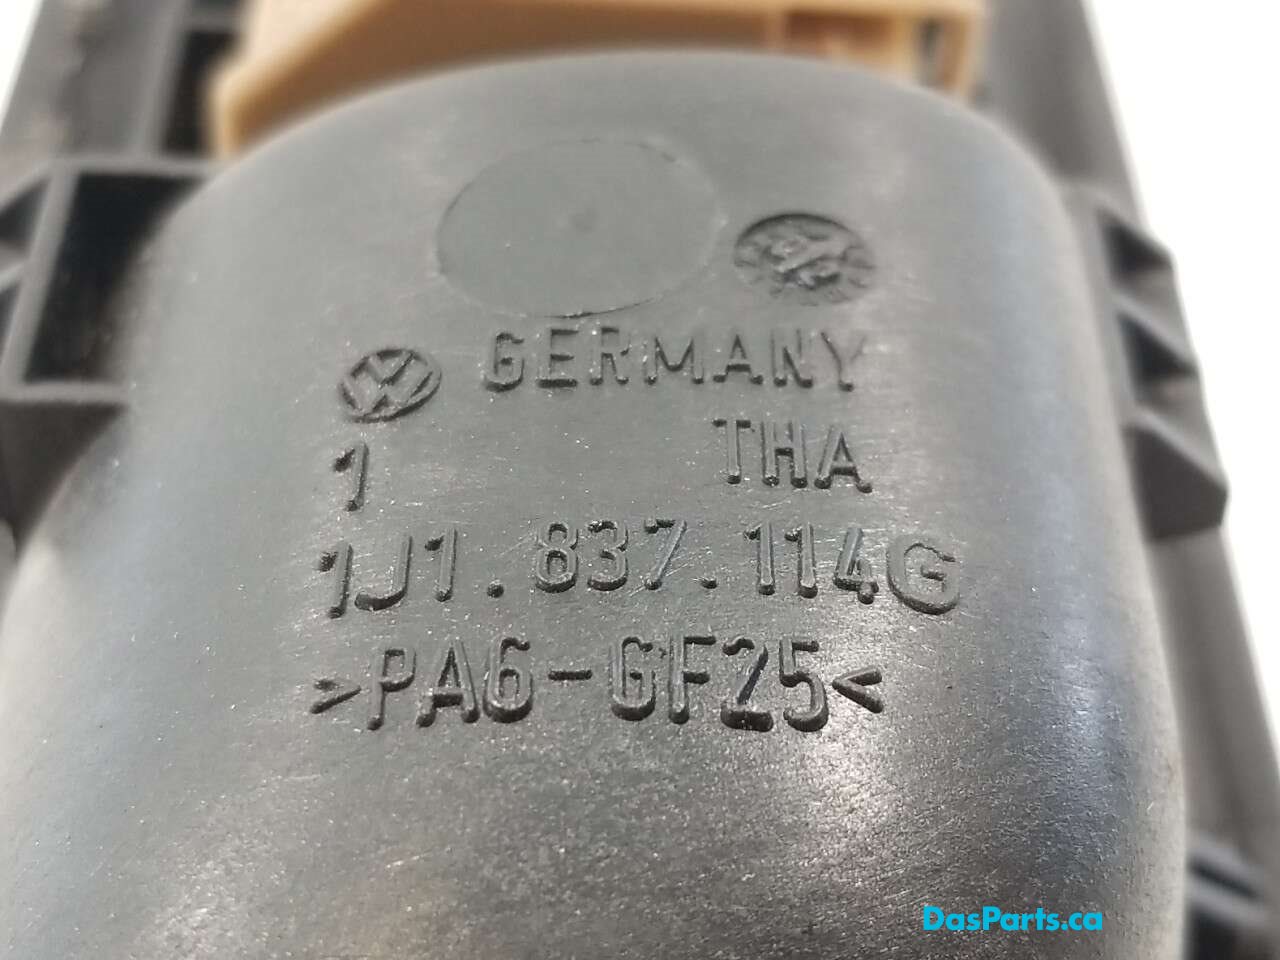 GERMANY
1 THA
1J1.837.114G
>PA6-GF25<
DasParts.ca